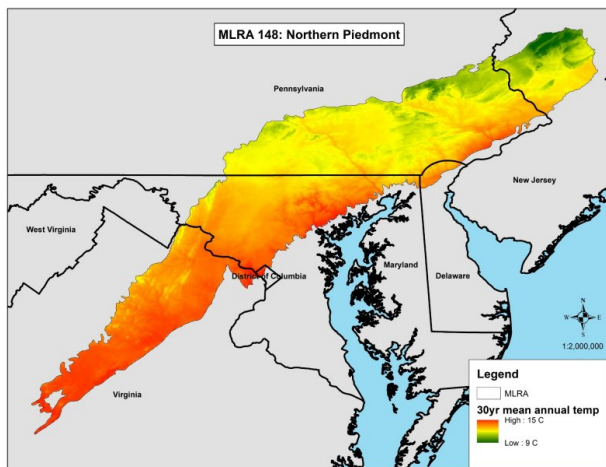 MLRA 148: Northern Piedmont
Pennsylvania
New Jersey
West Virginia
District of Columbia
Maryland
Delaware
Virginia
N
W E
S
1:2,000,000
Legend
MLRA
30yr mean annual temp
High : 15 C
Low : 9 C